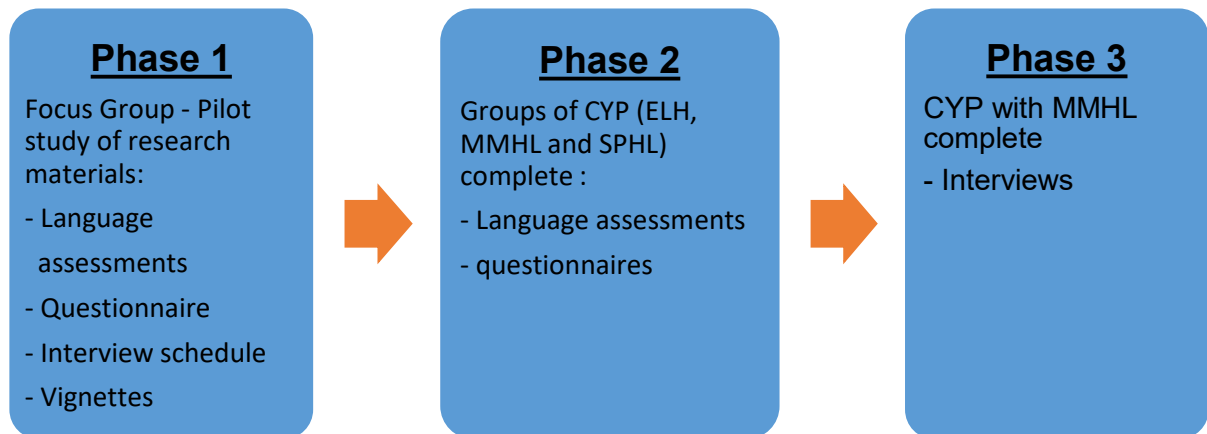 Phase 1
Focus Group - Pilot
study of research
materials:
- Language
assessments
- Questionnaire
- Interview schedule
- Vignettes
Phase 2
Groups of CYP (ELH,
MMHL and SPHL)
complete :
- Language assessments
- questionnaires
Phase 3
CYP with MMHL
complete
- Interviews